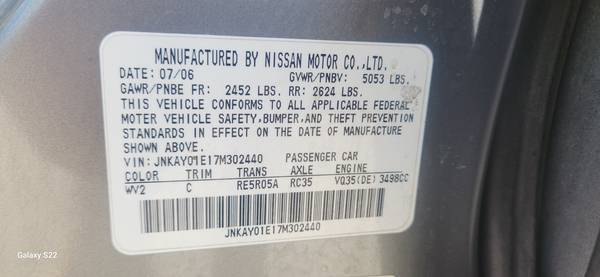 MANUFACTURED BY NISSAN MOTOR CO.,LTD.
DATE: 07/06 GVWR/PNBV: 5053 LBS.
GAWR/PNBE FR: 2452 LBS. RR: 2624 LBS.
THIS VEHICLE CONFORMS TO ALL APPLICABLE FEDERAL
MOTOR VEHICLE SAFETY,BUMPER,AND THEFT PREVENTION
STANDARDS IN EFFECT ON THE DATE OF MANUFACTURE
SHOWN ABOVE.
VIN: JNKAY01E17M302440 PASSENGER CAR
COLOR TRIM TRANS AXLE ENGINE
WV2 C RE5R05A RC35 VQ35(DE) 3498CC
JNKAY01E17M302440
Galaxy S22